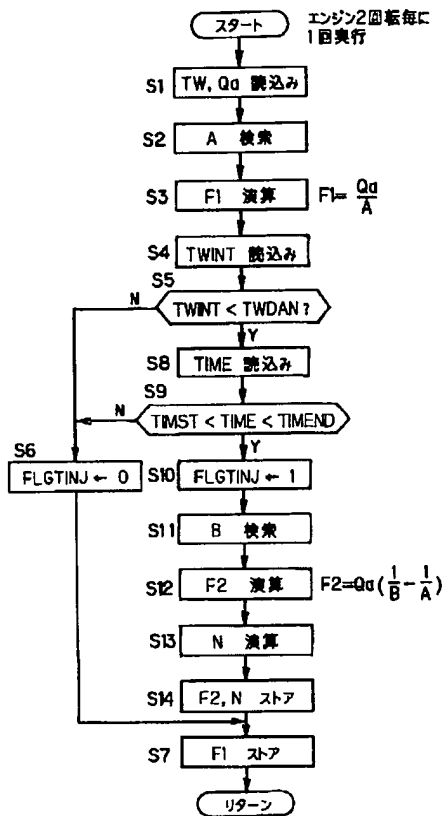 スタート
エンジン2回転毎に
1回実行
S1
TW, Qa 読込み
S2
A 検索
S3
F1 演算
F1= Qa/A
S4
TWINT 読込み
S5
TWINT < TWDAN?
N
Y
S8
TIME 読込み
S9
TIMST < TIME < TIMEND
N
Y
S6
FLGTINJ ← 0
S10
FLGTINJ ← 1
S11
B 検索
S12
F2 演算
F2=Qa(1/B - 1/A)
S13
N 演算
S14
F2, N ストア
S7
F1 ストア
リターン